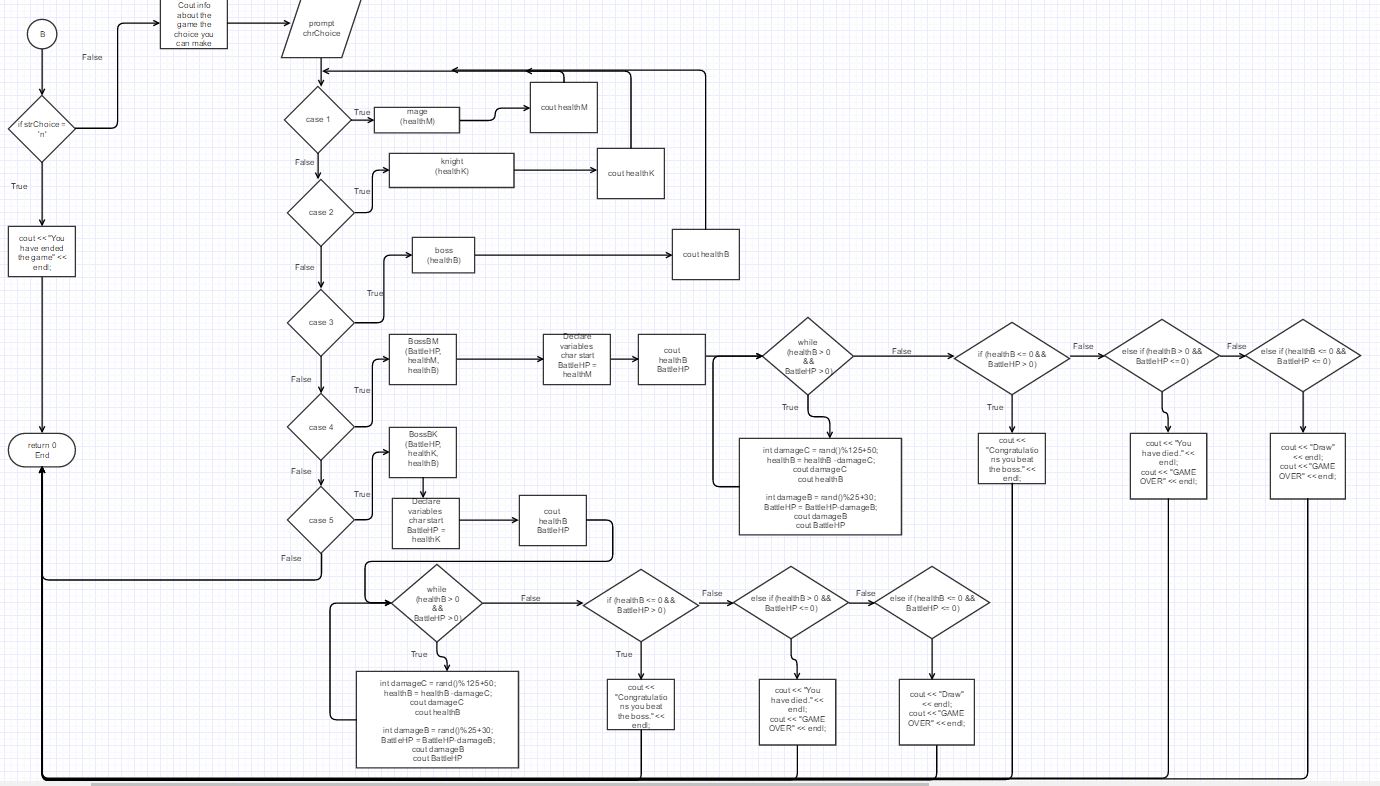 Cout info
about the
game the
choice you
can make
prompt
chrChoice
B
False
if strChoice =
'n'
True
cout << "You
have ended
the game" <<
endl;
return 0
End
case 1
True
mage
(healthM)
cout healthM
False
case 2
True
knight
(healthK)
cout healthK
False
case 3
True
boss
(healthB)
cout healthB
False
case 4
True
BossBM
(BattleHP,
healthM,
healthB)
Declare
variables
char start
BattleHP =
healthM
cout
healthB
BattleHP
while
(healthB > 0
&&
BattleHP > 0)
False
if (healthB <= 0 &&
BattleHP > 0)
False
else if (healthB > 0 &&
BattleHP <= 0)
False
else if (healthB <= 0 &&
BattleHP <= 0)
True
int damageC = rand()%125+50;
healthB = healthB -damageC;
cout damageC
cout healthB
int damageB = rand()%25+30;
BattleHP = BattleHP-damageB;
cout damageB
cout BattleHP
True
cout <<
"Congratulatio
ns you beat
the boss." <<
endl;
cout << "You
have died." <<
endl;
cout << "GAME
OVER" << endl;
cout << "Draw"
<< endl;
cout << "GAME
OVER" << endl;
False
case 5
True
BossBK
(BattleHP,
healthK,
healthB)
Declare
variables
char start
BattleHP =
healthK
cout
healthB
BattleHP
False
while
(healthB > 0
&&
BattleHP > 0)
False
if (healthB <= 0 &&
BattleHP > 0)
False
else if (healthB > 0 &&
BattleHP <= 0)
False
else if (healthB <= 0 &&
BattleHP <= 0)
True
int damageC = rand()%125+50;
healthB = healthB -damageC;
cout damageC
cout healthB
int damageB = rand()%25+30;
BattleHP = BattleHP-damageB;
cout damageB
cout BattleHP
True
cout <<
"Congratulatio
ns you beat
the boss." <<
endl;
cout << "You
have died." <<
endl;
cout << "GAME
OVER" << endl;
cout << "Draw"
<< endl;
cout << "GAME
OVER" << endl;